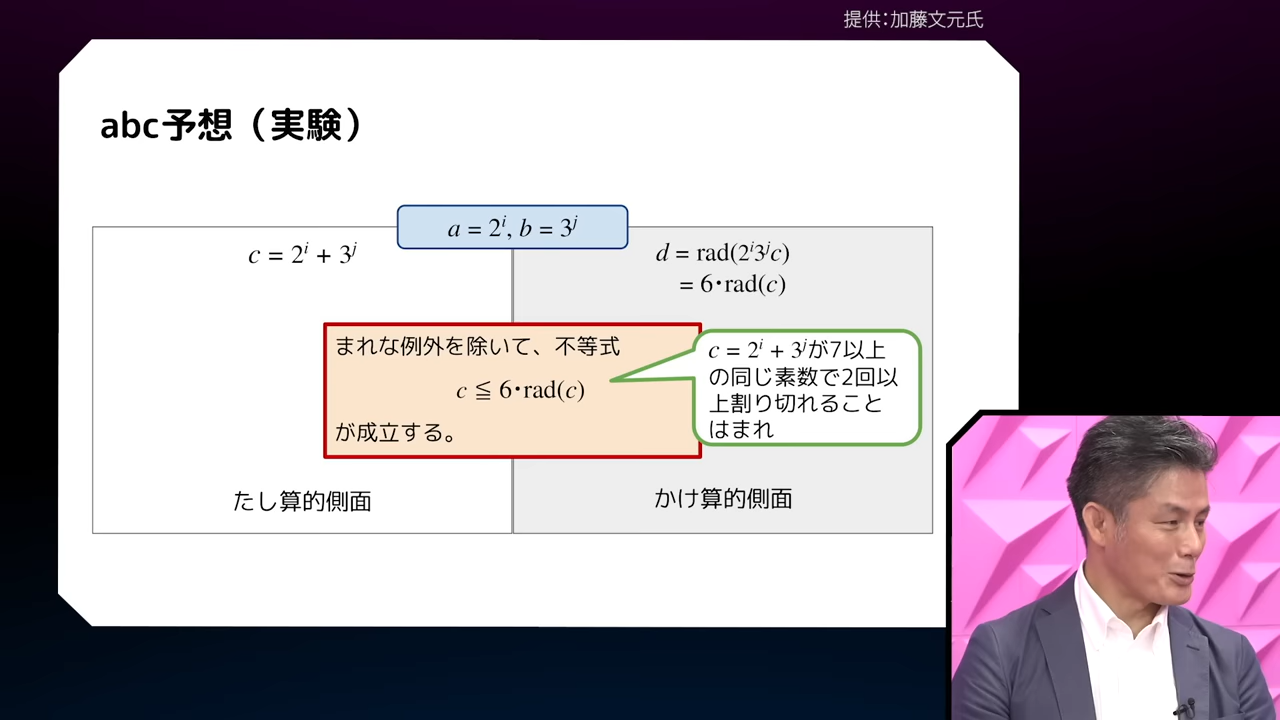 提供：加藤文元氏
abc予想（実験）
a = 2^i, b = 3^j
c = 2^i + 3^j
d = rad(2^i3^jc)
= 6・rad(c)
まれな例外を除いて、不等式
c ≦ 6・rad(c)
が成立する。
c = 2^i + 3^jが7以上
の同じ素数で2回以
上割り切れること
はまれ
たし算的側面
かけ算的側面